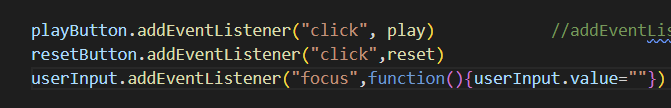 playButton.addEventListener("click", play) //addEventLis
resetButton.addEventListener("click",reset)
userInput.addEventListener("focus",function(){userInput.value=""})